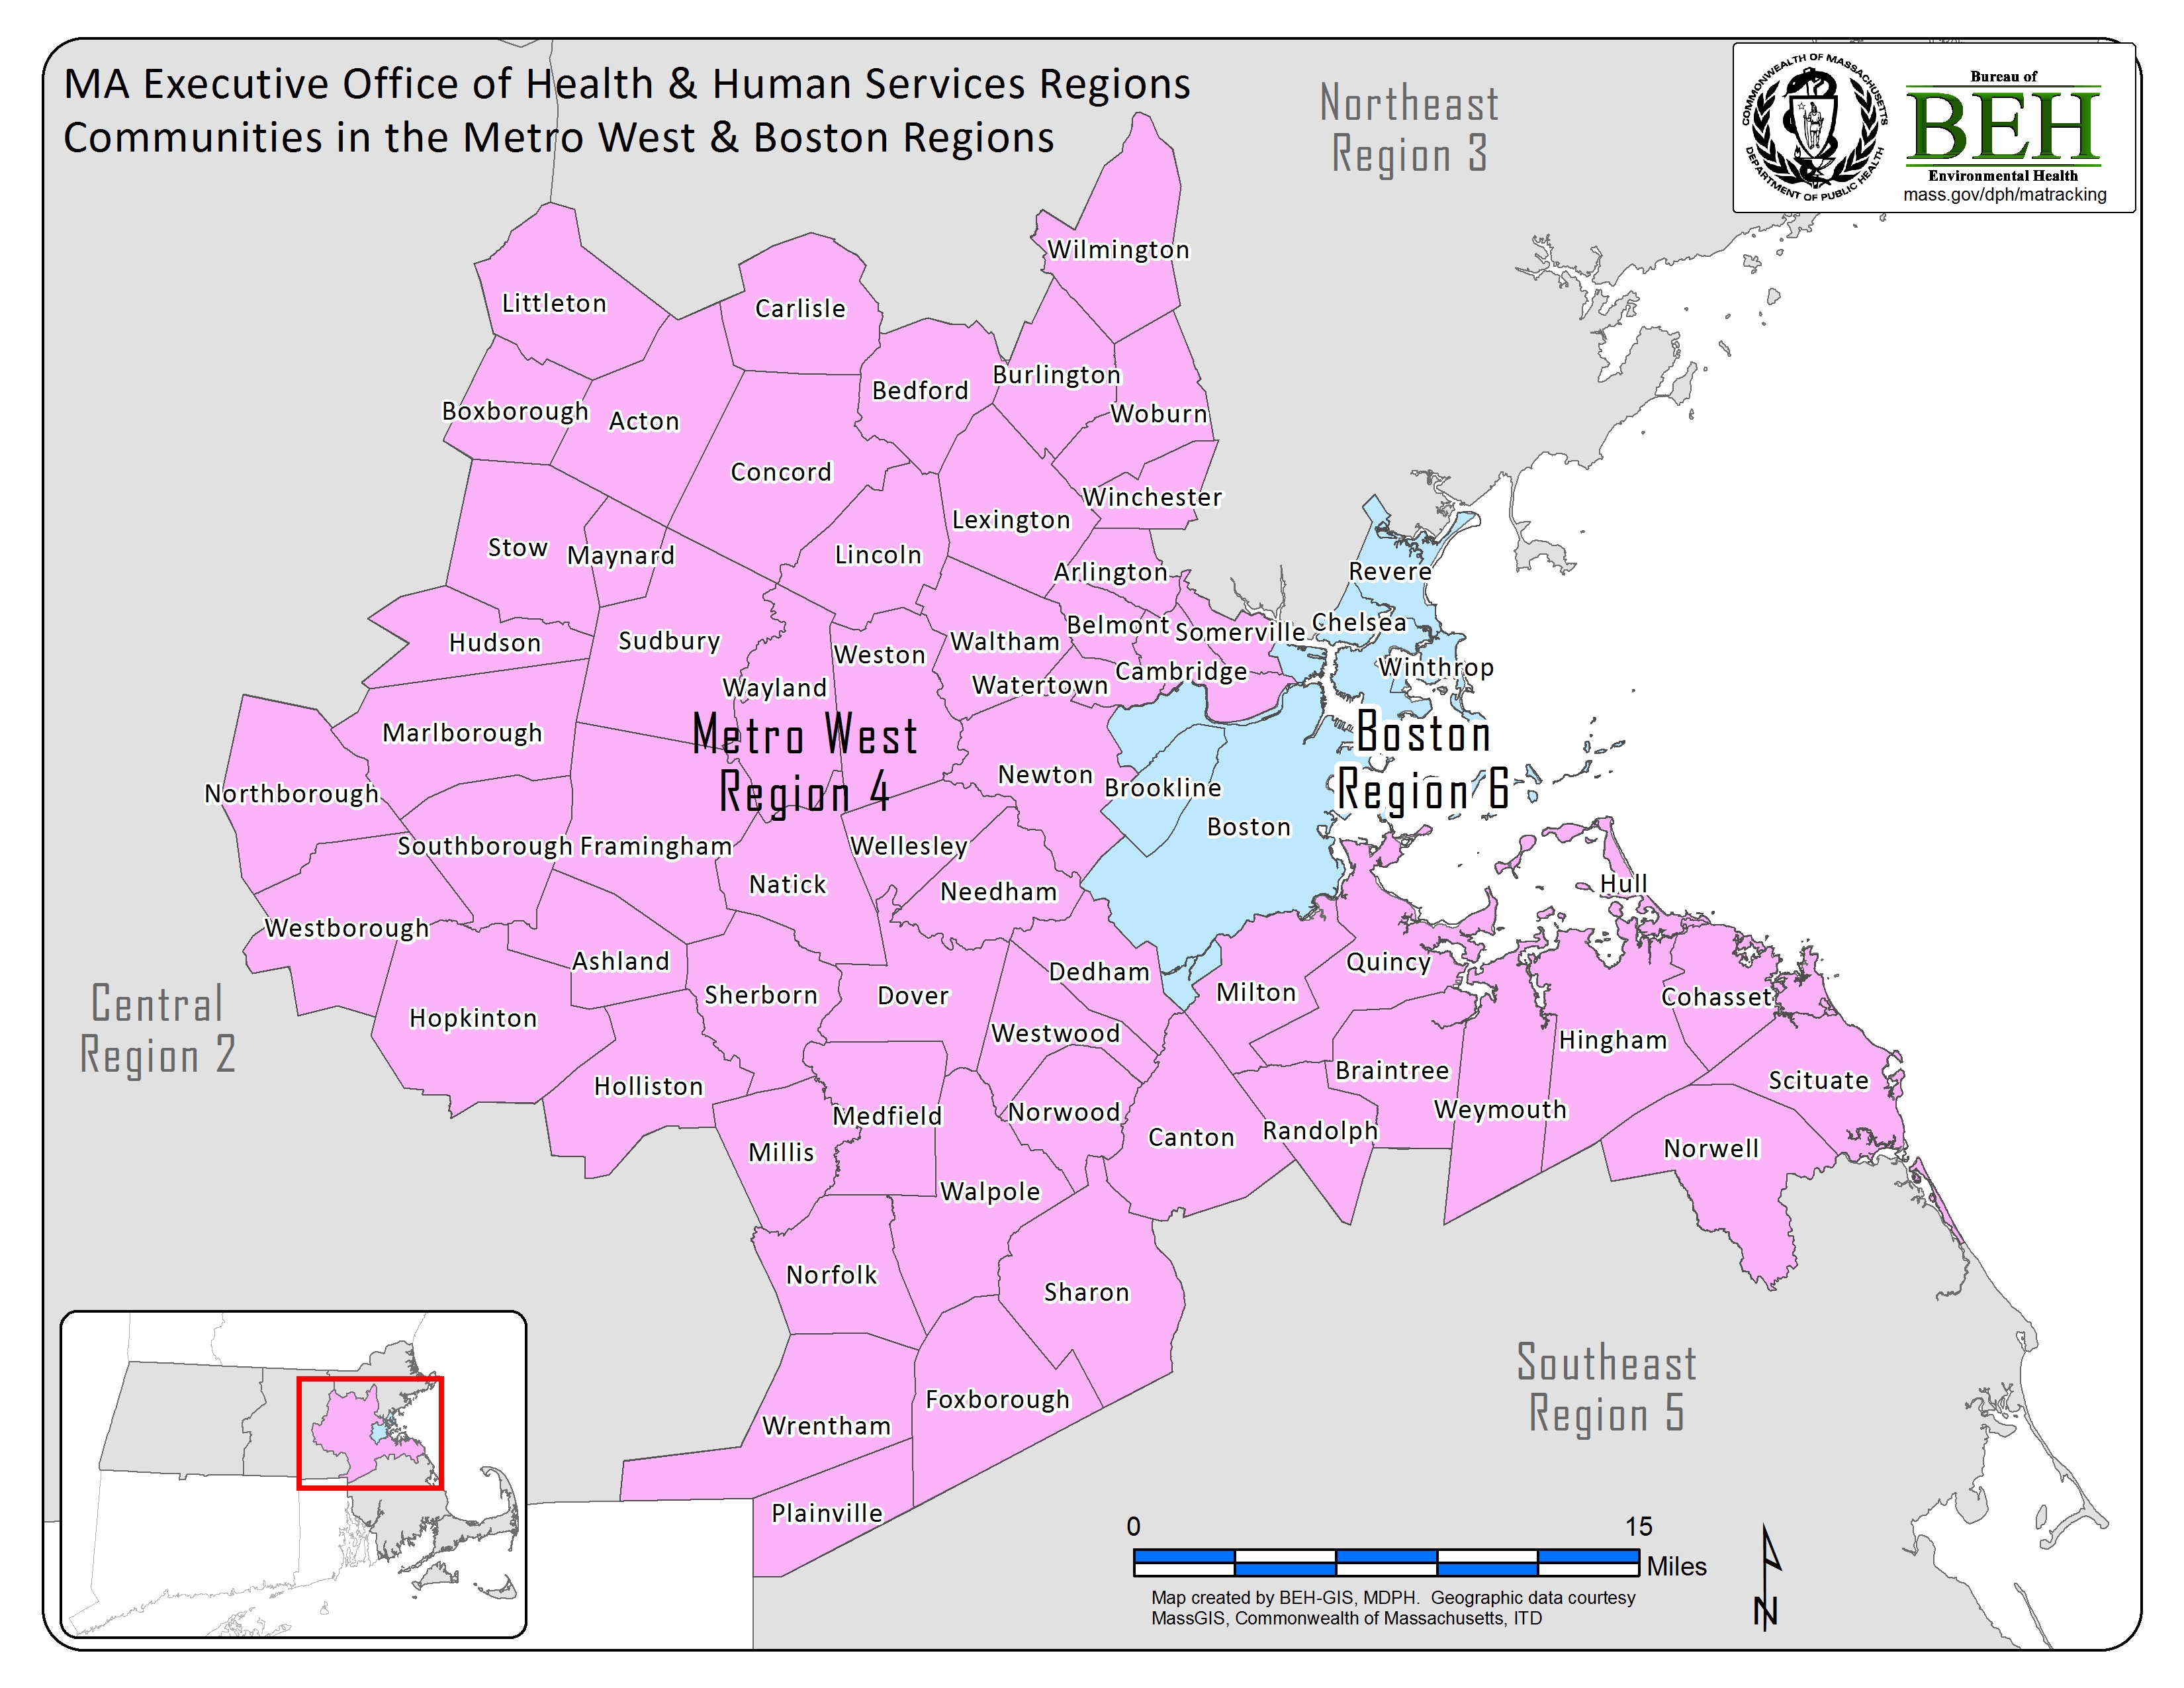 MA Executive Office of Health & Human Services Regions
Communities in the Metro West & Boston Regions
Northeast
Region 3
COMMONWEALTH OF MASSACHUSETTS
DEPARTMENT OF PUBLIC HEALTH
Bureau of
BEH
Environmental Health
mass.gov/dph/matracking
Wilmington
Littleton
Carlisle
Burlington
Bedford
Boxborough
Acton
Woburn
Concord
Winchester
Lexington
Stow
Maynard
Lincoln
Arlington
Revere
Hudson
Sudbury
Weston
Waltham
Belmont
Somerville
Chelsea
Wayland
Watertown
Cambridge
Winthrop
Marlborough
Metro West
Region 4
Boston
Region 6
Northborough
Newton
Brookline
Boston
Southborough
Framingham
Wellesley
Natick
Needham
Hull
Westborough
Ashland
Dedham
Quincy
Central
Region 2
Hopkinton
Sherborn
Dover
Milton
Cohasset
Westwood
Hingham
Holliston
Braintree
Scituate
Medfield
Norwood
Weymouth
Millis
Canton
Randolph
Norwell
Walpole
Norfolk
Sharon
Southeast
Region 5
Foxborough
Wrentham
Plainville
0
15
Miles
Map created by BEH-GIS, MDPH. Geographic data courtesy
MassGIS, Commonwealth of Massachusetts, ITD
N